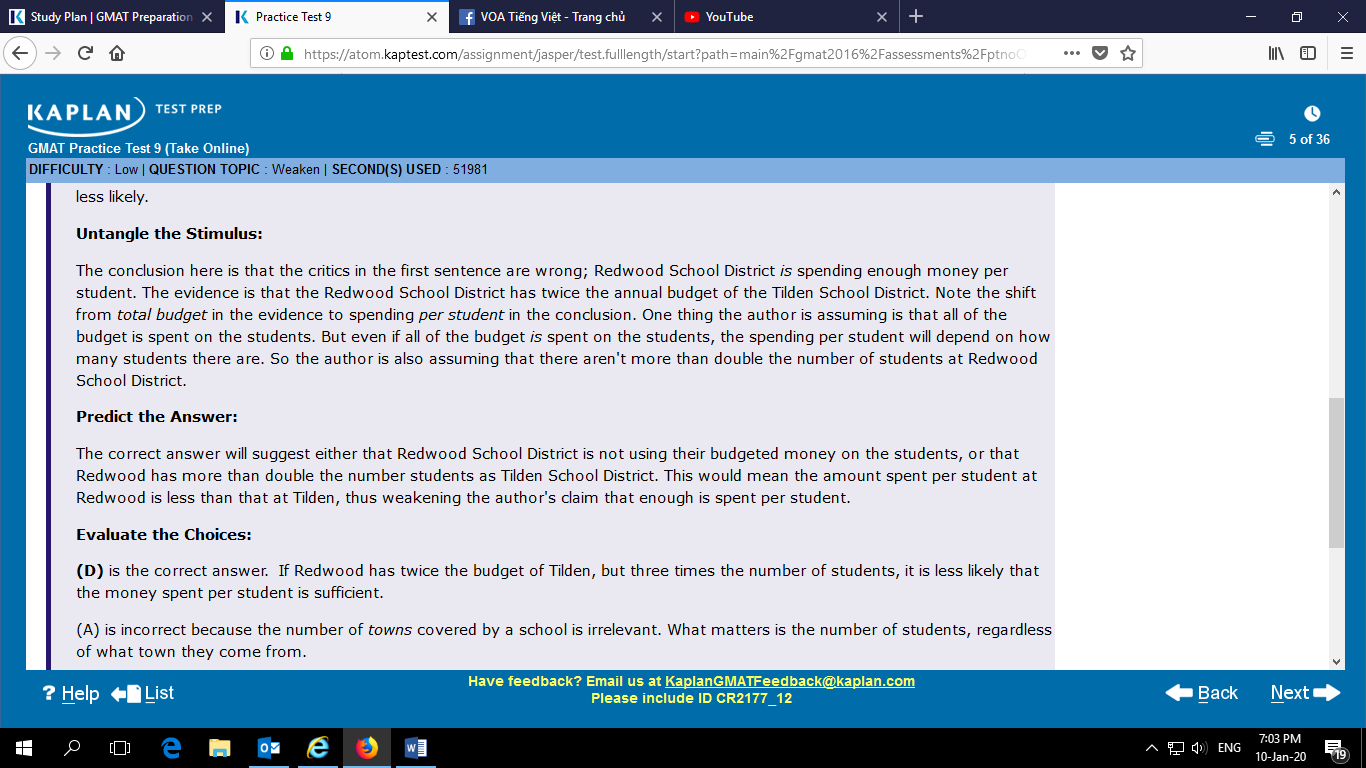 Study Plan | GMAT Preparation
Practice Test 9
VOA Tiếng Việt - Trang chủ
YouTube
https://atom.kaptest.com/assignment/jasper/test.fulllength/start?path=main%2Fgmat2016%2Fassessments%2Fptno
KAPLAN TEST PREP
GMAT Practice Test 9 (Take Online)
5 of 36
DIFFICULTY : Low | QUESTION TOPIC : Weaken | SECOND(S) USED : 51981
less likely.
Untangle the Stimulus:
The conclusion here is that the critics in the first sentence are wrong; Redwood School District is spending enough money per
student. The evidence is that the Redwood School District has twice the annual budget of the Tilden School District. Note the shift
from total budget in the evidence to spending per student in the conclusion. One thing the author is assuming is that all of the
budget is spent on the students. But even if all of the budget is spent on the students, the spending per student will depend on how
many students there are. So the author is also assuming that there aren't more than double the number of students at Redwood
School District.
Predict the Answer:
The correct answer will suggest either that Redwood School District is not using their budgeted money on the students, or that
Redwood has more than double the number students as Tilden School District. This would mean the amount spent per student at
Redwood is less than that at Tilden, thus weakening the author's claim that enough is spent per student.
Evaluate the Choices:
(D) is the correct answer. If Redwood has twice the budget of Tilden, but three times the number of students, it is less likely that
the money spent per student is sufficient.
(A) is incorrect because the number of towns covered by a school is irrelevant. What matters is the number of students, regardless
of what town they come from.
? Help List
Have feedback? Email us at KaplanGMATFeedback@kaplan.com
Please include ID CR2177_12
Back Next
ENG
7:03 PM
10-Jan-20
19